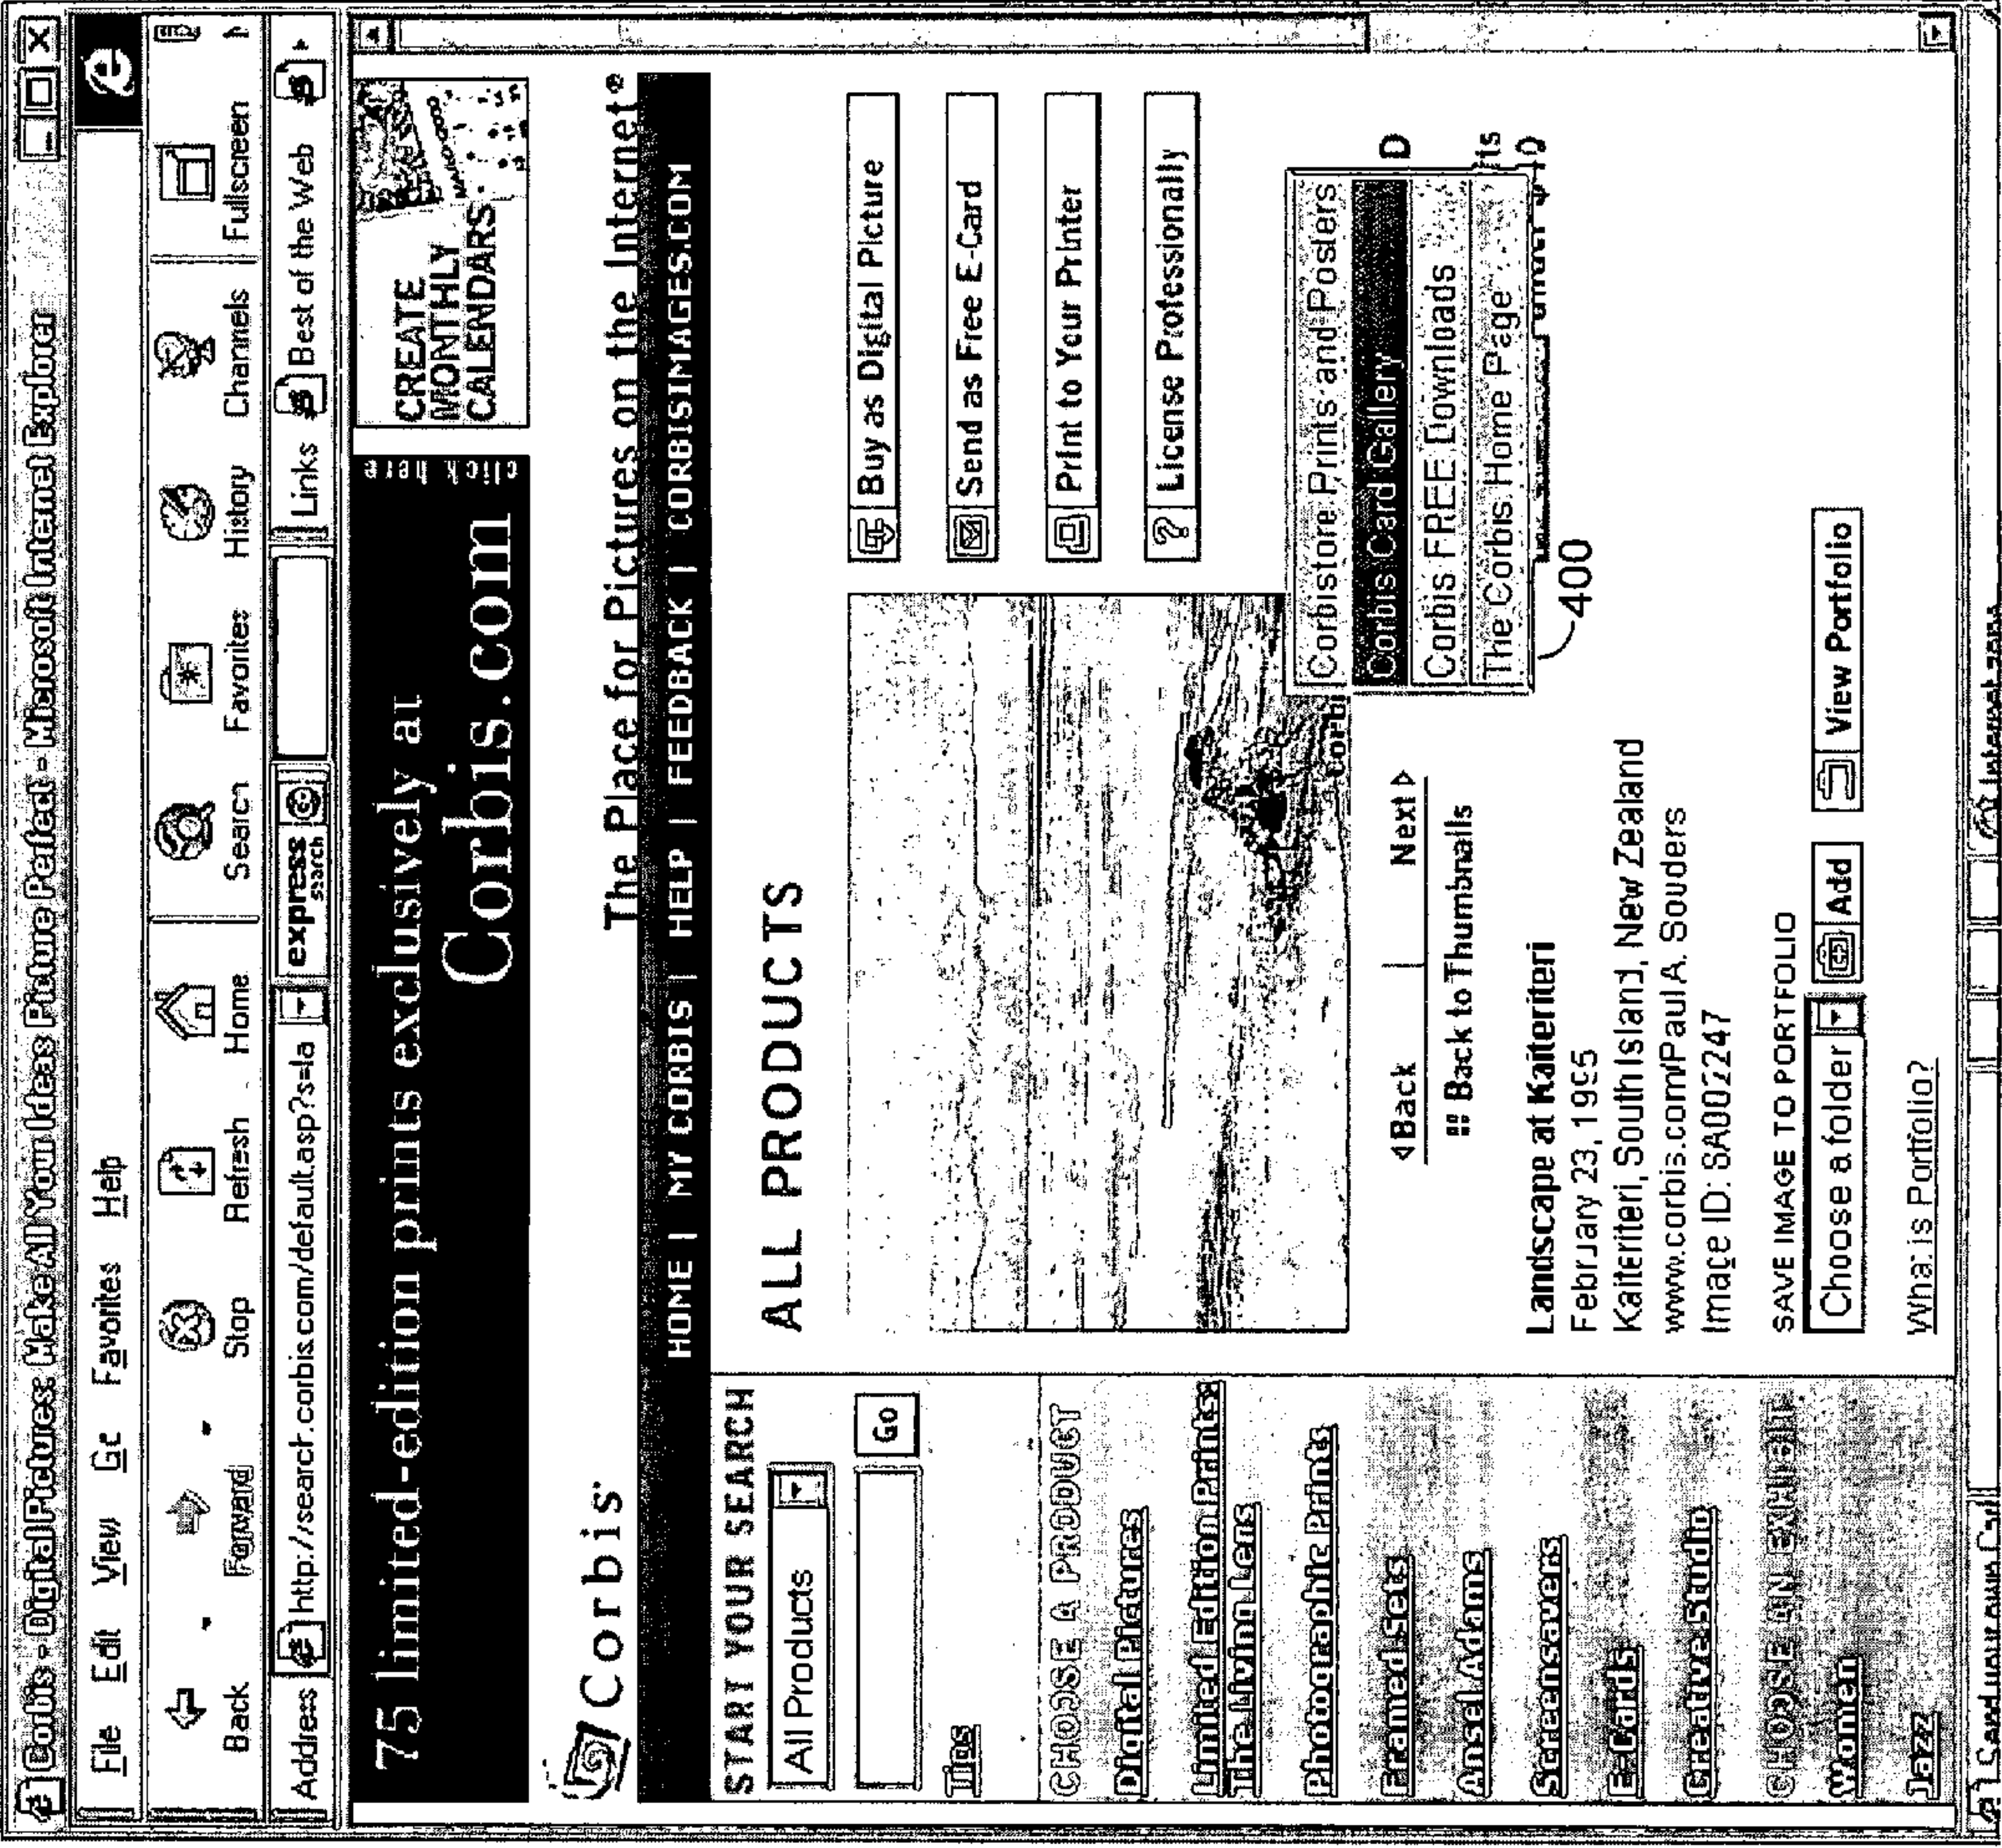 Corbis - Digital Pictures: Make All Your Ideas Picture Perfect - Microsoft Internet Explorer
File Edit View Go Favorites Help
Back Forward Stop Refresh Home Search Favorites History Channels Fullscreen
Address http://search.corbis.com/default.asp?s=la express search Links Best of the Web
75 limited-edition prints exclusively at
Corbis.com
click here
CREATE
MONTHLY
CALENDARS
Corbis
The Place for Pictures on the Internet®
HOME | MY CORBIS | HELP | FEEDBACK | CORBISIMAGES.COM
START YOUR SEARCH
All Products
Go
Tips
CHOOSE A PRODUCT
Digital Pictures
Limited Edition Prints:
The Living Lens
Photographic Prints
Framed Sets
Ansel Adams
Screensavers
E-Cards
Creative Studio
CHOOSE AN EXHIBIT
Women
Jazz
ALL PRODUCTS
Buy as Digital Picture
Send as Free E-Card
Print to Your Printer
? License Professionally
Corbistore Prints and Posters
Corbis Card Gallery
Corbis FREE Downloads
The Corbis Home Page
D
400
Back | Next
Back to Thumbnails
Landscape at Kaiteriteri
February 23, 1995
Kaiteriteri, South Island, New Zealand
www.corbis.com/Paul A. Souders
Image ID: SA002247
SAVE IMAGE TO PORTFOLIO
Choose a folder Add View Portfolio
What is Portfolio?
Internet zone